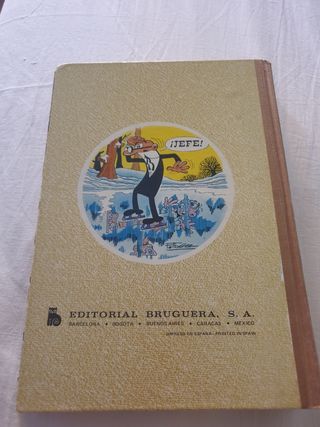 ¡JEFE!
EDITORIAL BRUGUERA, S. A.
BARCELONA • BOGOTA • BUENOS AIRES • CARACAS • MEXICO
IMPRESO EN ESPAÑA - PRINTED IN SPAIN